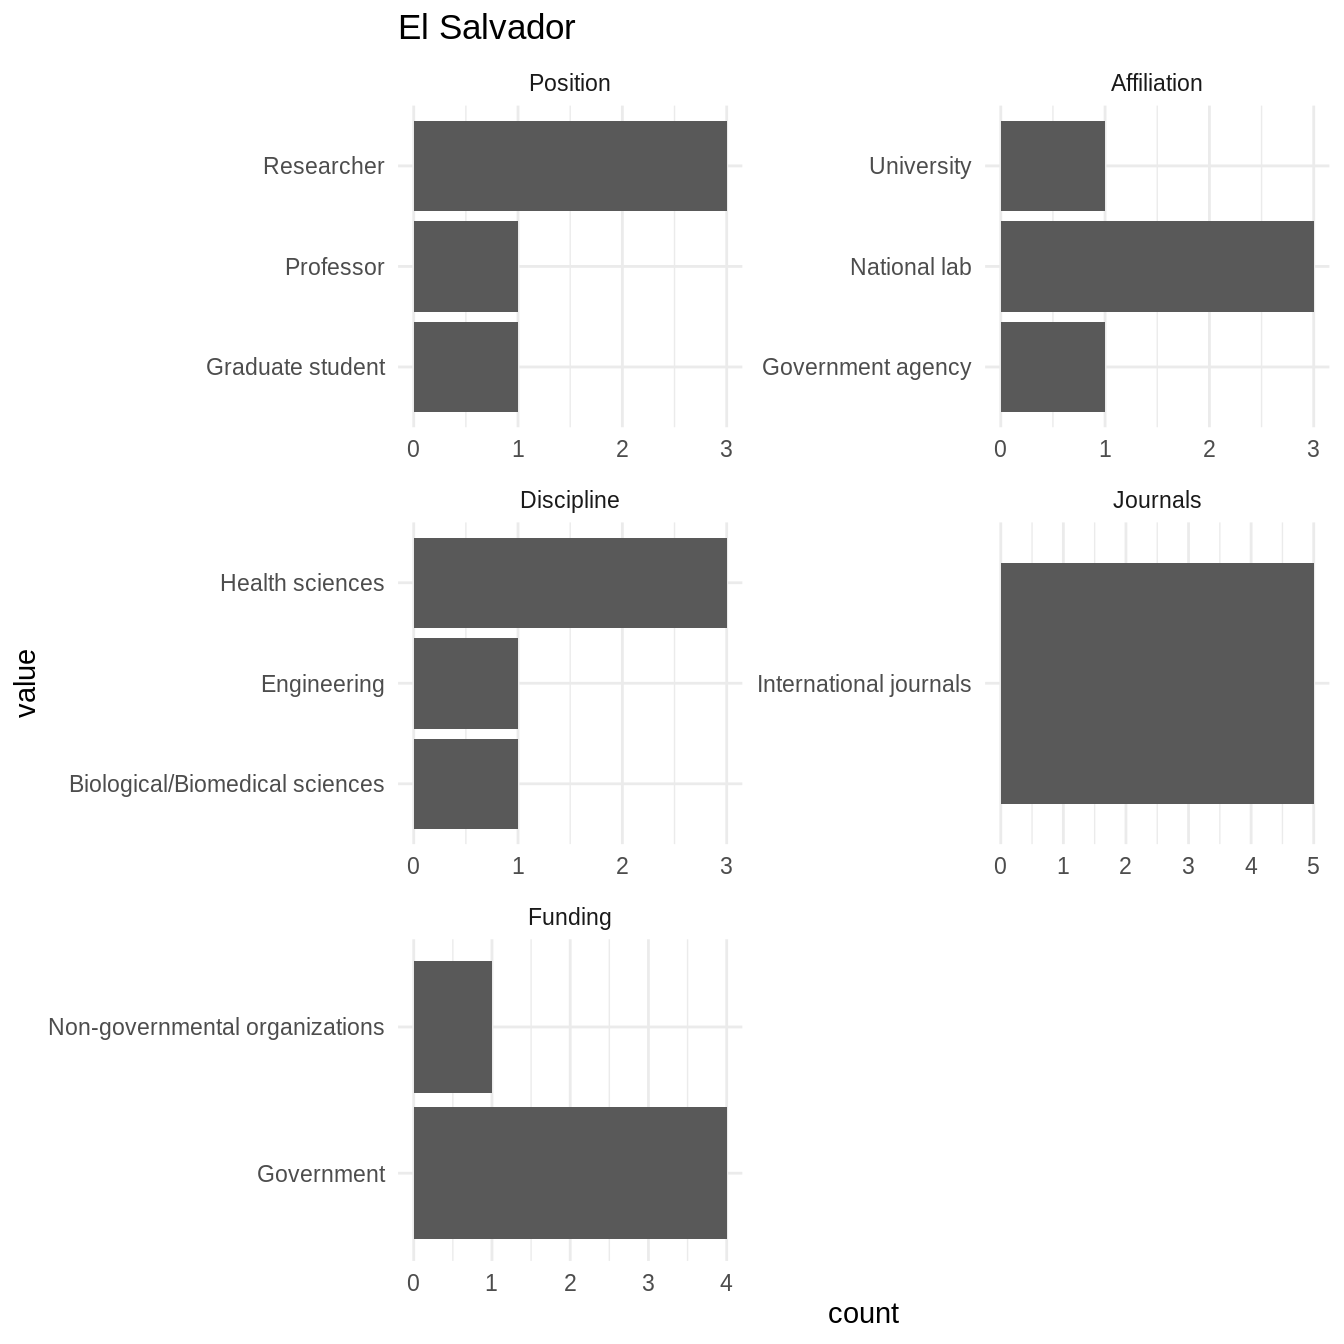 El Salvador
Position
Researcher
Professor
Graduate student
0 1 2 3
Affiliation
University
National lab
Government agency
0 1 2 3
Discipline
Health sciences
Engineering
Biological/Biomedical sciences
0 1 2 3
Journals
International journals
0 1 2 3 4 5
Funding
Non-governmental organizations
Government
0 1 2 3 4
value
count